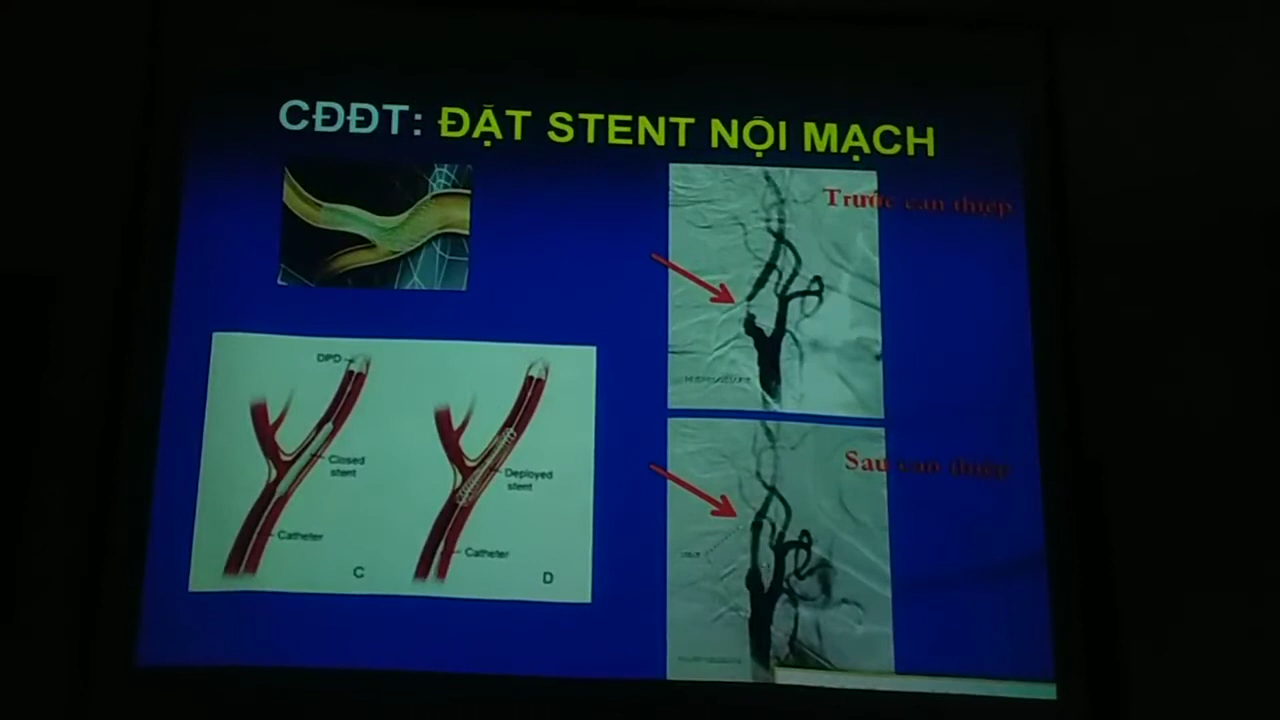 CĐĐT: ĐẶT STENT NỘI MẠCH
Trước can thiệp
DPD
Closed
stent
Catheter
C
Deployed
stent
Catheter
D
Sau can thiệp